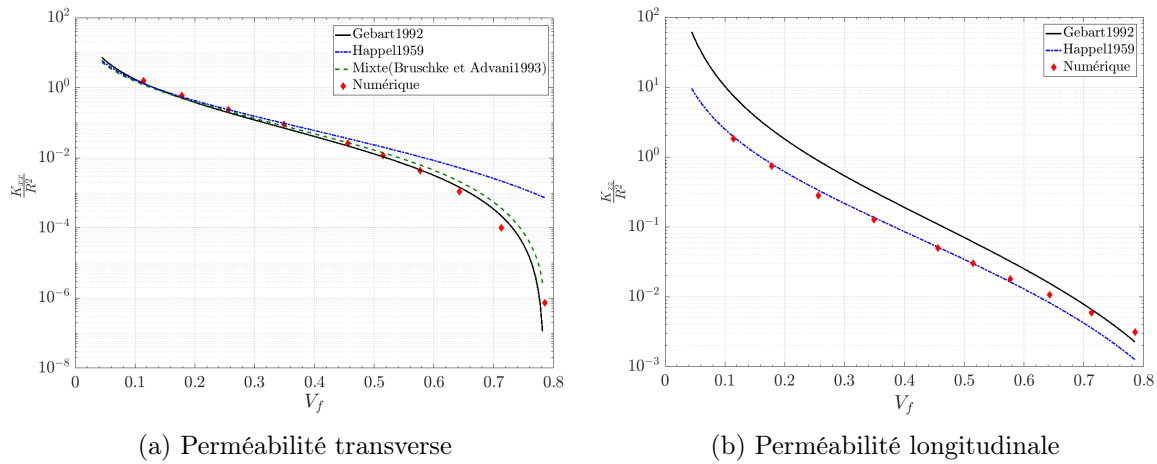 10^2
10^0
10^-2
10^-4
10^-6
10^-8
K_xx/R^2
0 0.1 0.2 0.3 0.4 0.5 0.6 0.7 0.8
V_f
Gebart1992
Happel1959
Mixte(Bruschke et Advani1993)
Numérique
(a) Perméabilité transverse
10^2
10^1
10^0
10^-1
10^-2
10^-3
K_zz/R^2
0 0.1 0.2 0.3 0.4 0.5 0.6 0.7 0.8
V_f
Gebart1992
Happel1959
Numérique
(b) Perméabilité longitudinale